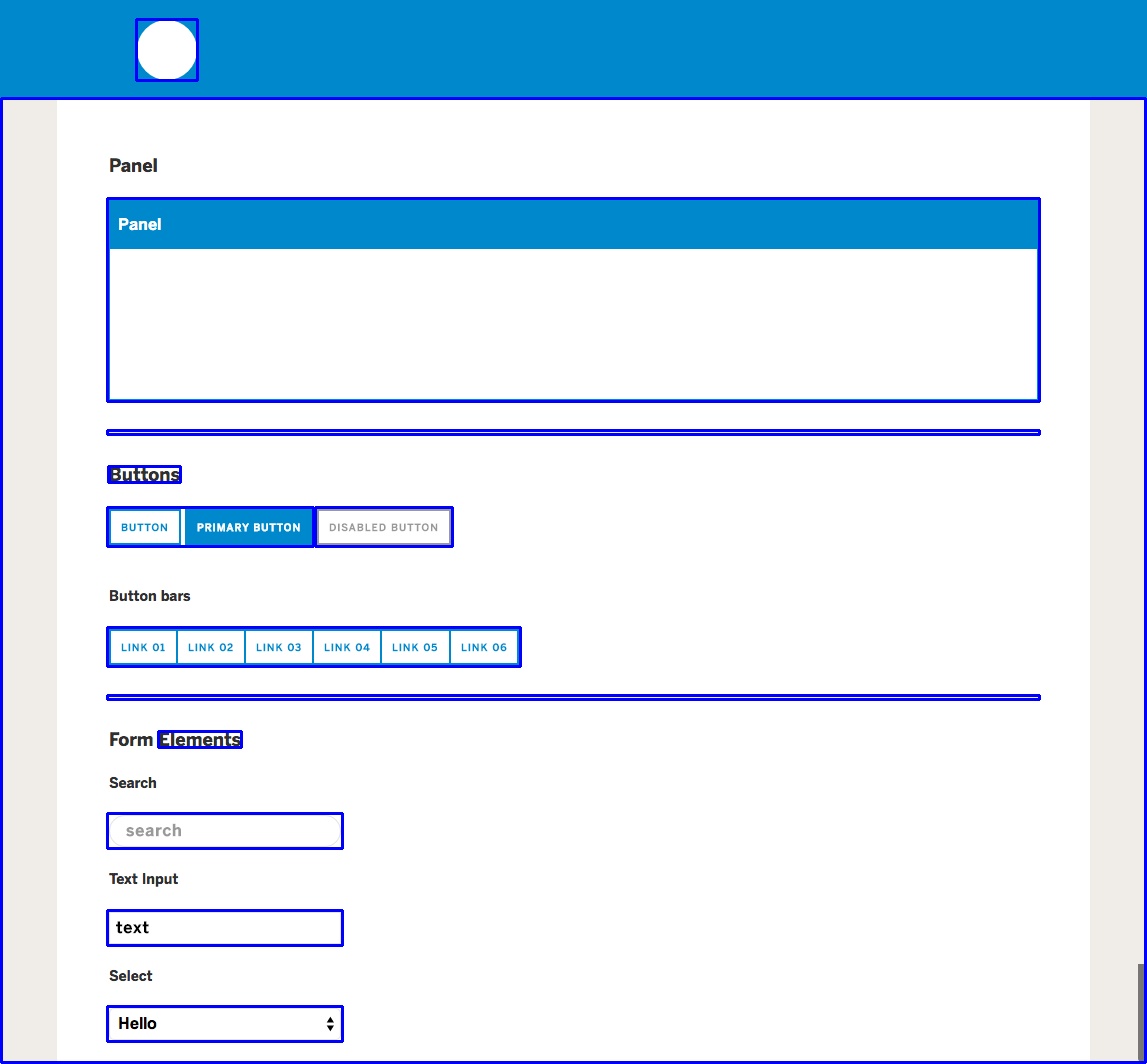 Panel
Panel
Buttons
BUTTON PRIMARY BUTTON DISABLED BUTTON
Button bars
LINK 01 LINK 02 LINK 03 LINK 04 LINK 05 LINK 06
Form Elements
Search
search
Text Input
text
Select
Hello